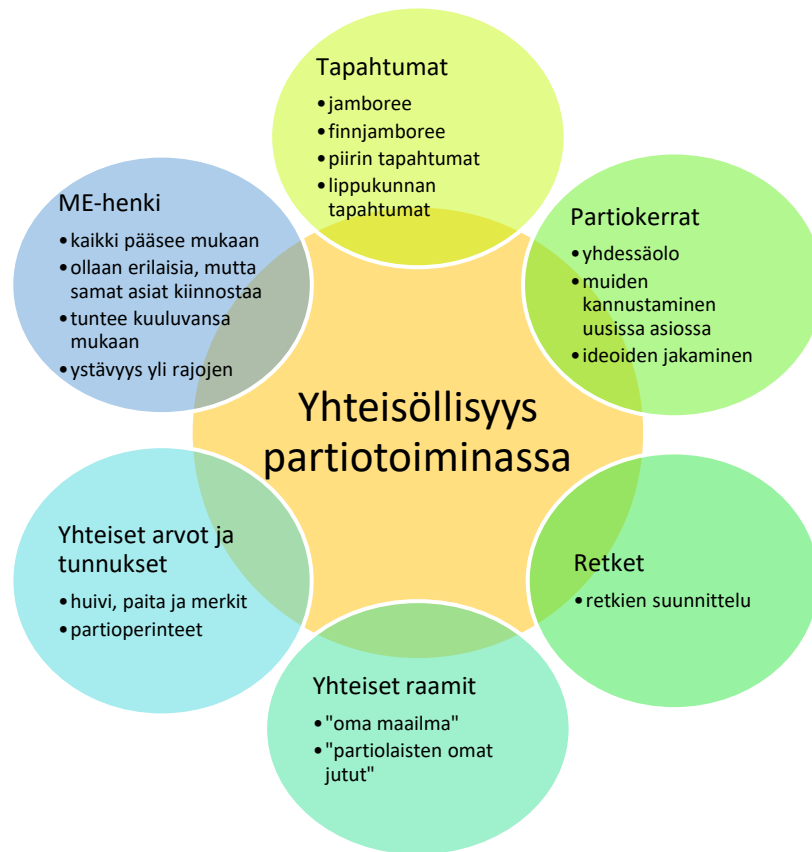 Tapahtumat
•jamboree
•finnjamboree
•piirin tapahtumat
•lippukunnan
tapahtumat
Partiokerrat
•yhdessäolo
•muiden
kannustaminen
uusissa asiossa
•ideoiden jakaminen
Retket
•retkien suunnittelu
Yhteiset raamit
•"oma maailma"
•"partiolaisten omat
jutut"
Yhteiset arvot ja
tunnukset
•huivi, paita ja merkit
•partioperinteet
ME-henki
•kaikki pääsee mukaan
•ollaan erilaisia, mutta
samat asiat kiinnostaa
•tuntee kuuluvansa
mukaan
•ystävyys yli rajojen
Yhteisöllisyys
partiotoiminassa